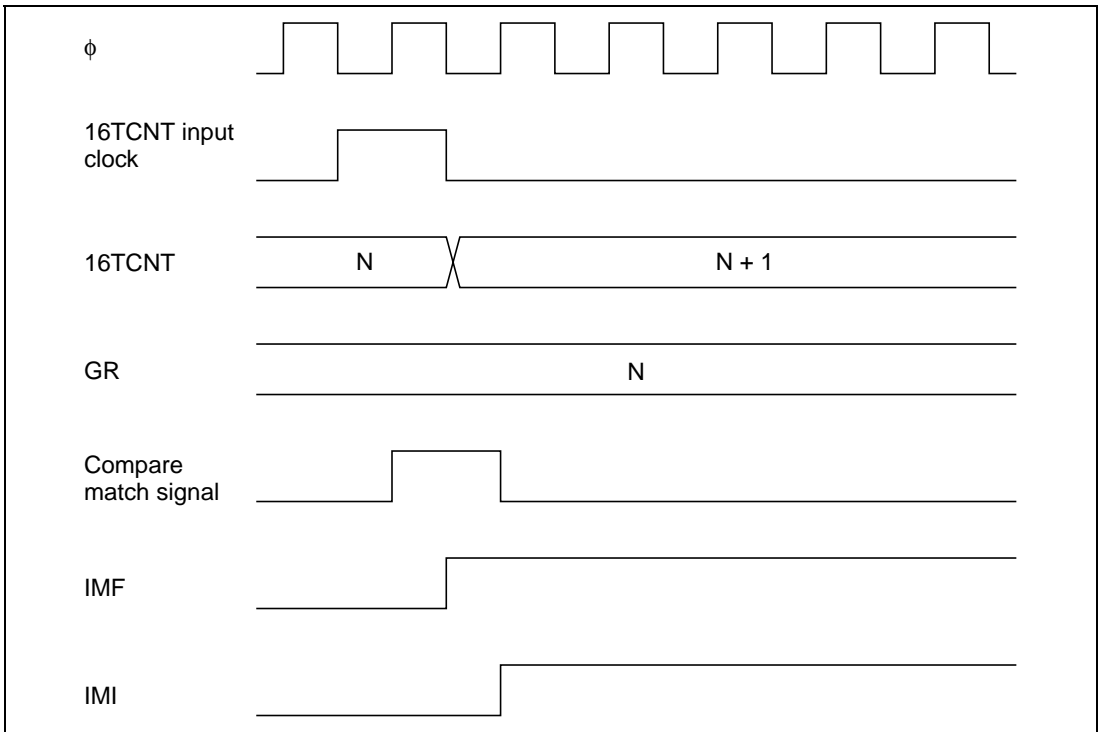 ϕ
16TCNT input
clock
16TCNT
N
N + 1
GR
N
Compare
match signal
IMF
IMI